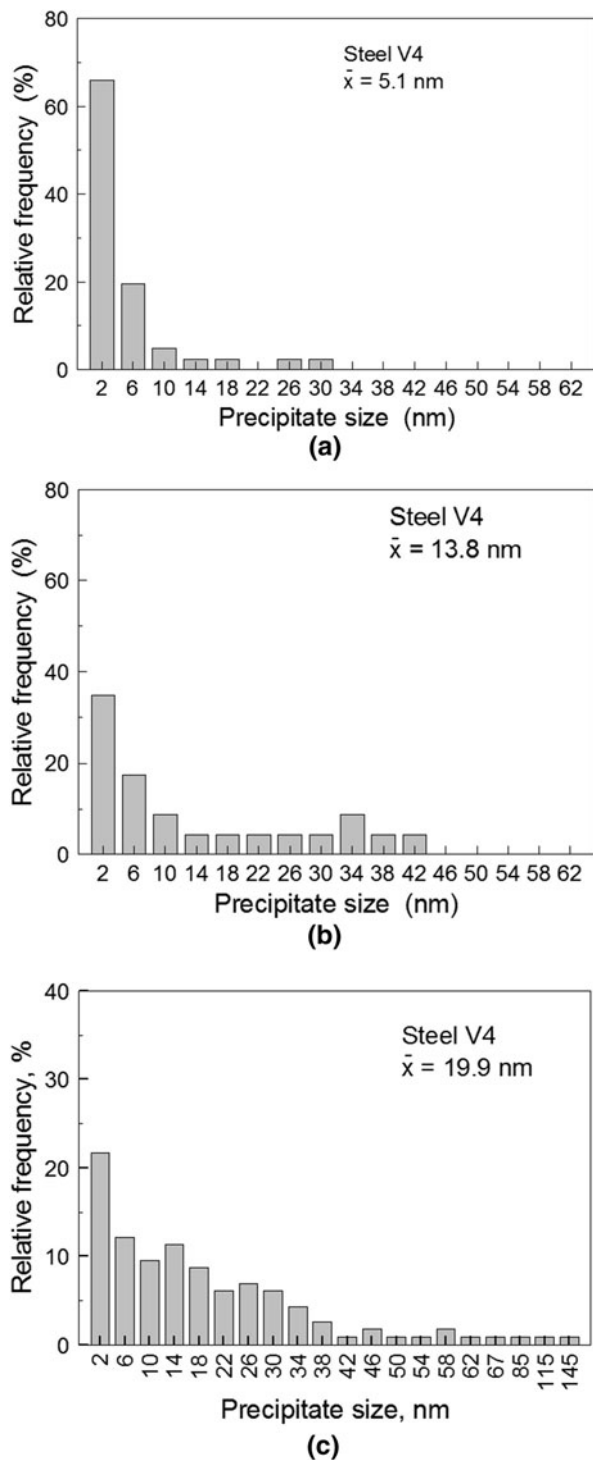 80
60
40
20
0
Relative frequency (%)
Steel V4
x̄ = 5.1 nm
2 6 10 14 18 22 26 30 34 38 42 46 50 54 58 62
Precipitate size (nm)
(a)
80
60
40
20
0
Relative frequency (%)
Steel V4
x̄ = 13.8 nm
2 6 10 14 18 22 26 30 34 38 42 46 50 54 58 62
Precipitate size (nm)
(b)
40
30
20
10
0
Relative frequency, %
Steel V4
x̄ = 19.9 nm
2 6 10 14 18 22 26 30 34 38 42 46 50 54 58 62 67 85 115 145
Precipitate size, nm
(c)